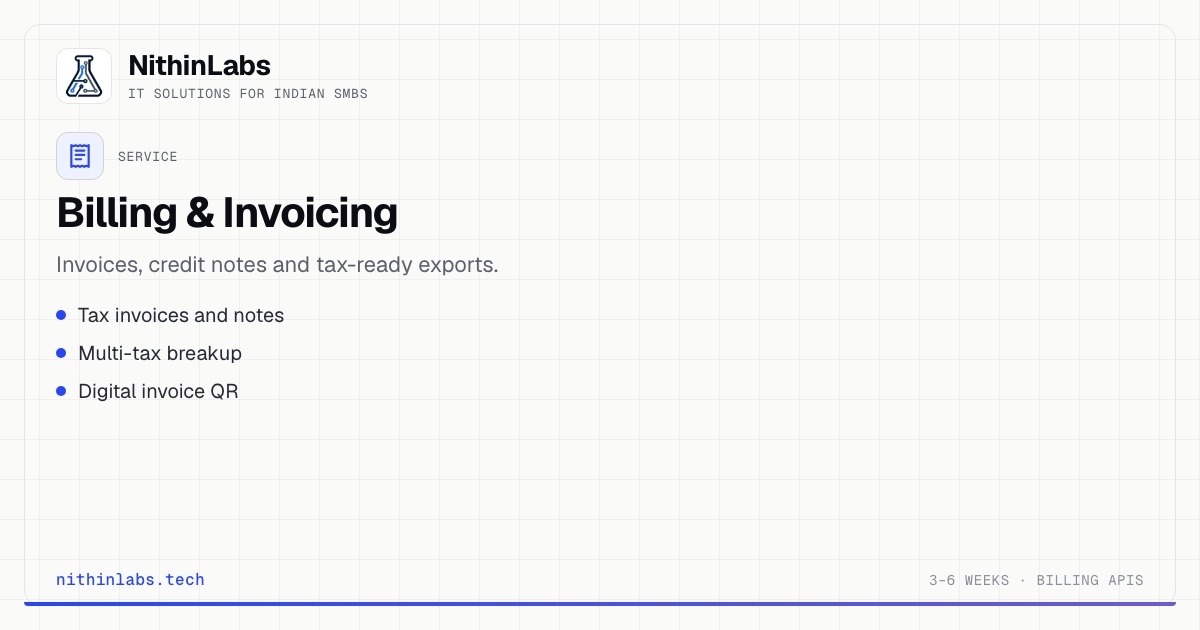 NithinLabs
IT SOLUTIONS FOR INDIAN SMBS
SERVICE
Billing & Invoicing
Invoices, credit notes and tax-ready exports.
Tax invoices and notes
Multi-tax breakup
Digital invoice QR
nithinlabs.tech
3–6 WEEKS · BILLING APIS